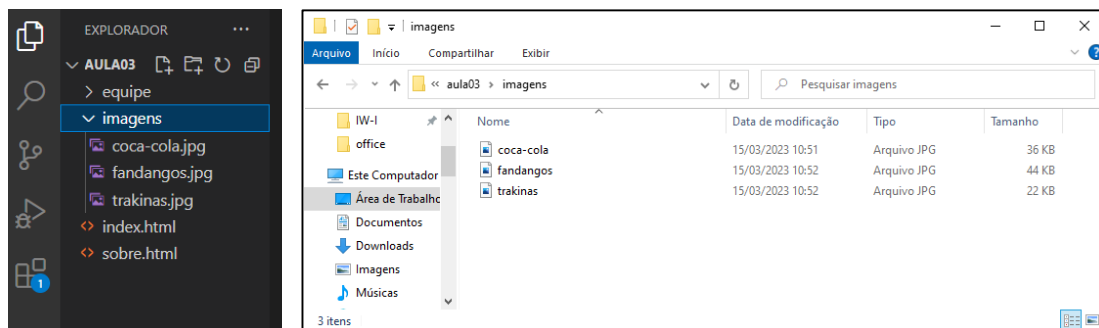 EXPLORADOR
AULA03
equipe
imagens
coca-cola.jpg
fandangos.jpg
trakinas.jpg
index.html
sobre.html
1
imagens
Arquivo Início Compartilhar Exibir
« aula03 › imagens
Pesquisar imagens
IW-I
office
Este Computador
Área de Trabalho
Documentos
Downloads
Imagens
Músicas
Nome Data de modificação Tipo Tamanho
coca-cola 15/03/2023 10:51 Arquivo JPG 36 KB
fandangos 15/03/2023 10:52 Arquivo JPG 44 KB
trakinas 15/03/2023 10:52 Arquivo JPG 22 KB
3 itens